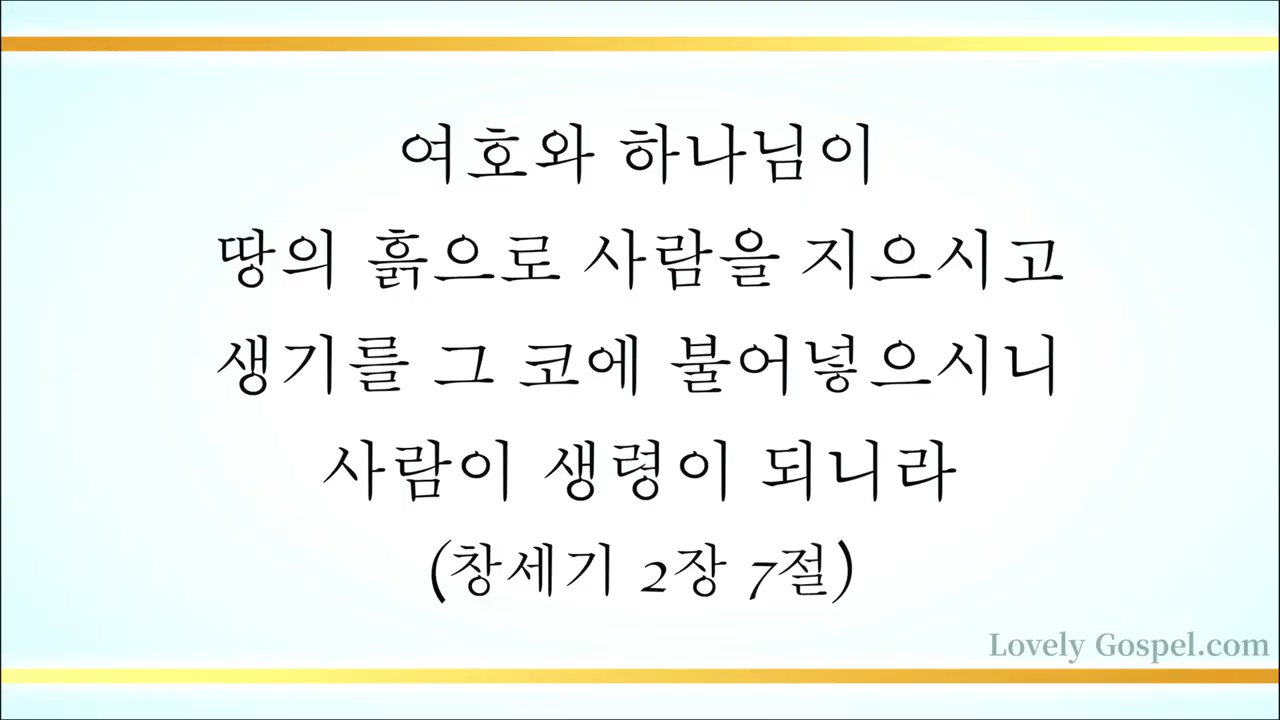 여호와 하나님이
땅의 흙으로 사람을 지으시고
생기를 그 코에 불어넣으시니
사람이 생령이 되니라
(창세기 2장 7절)
Lovely Gospel.com